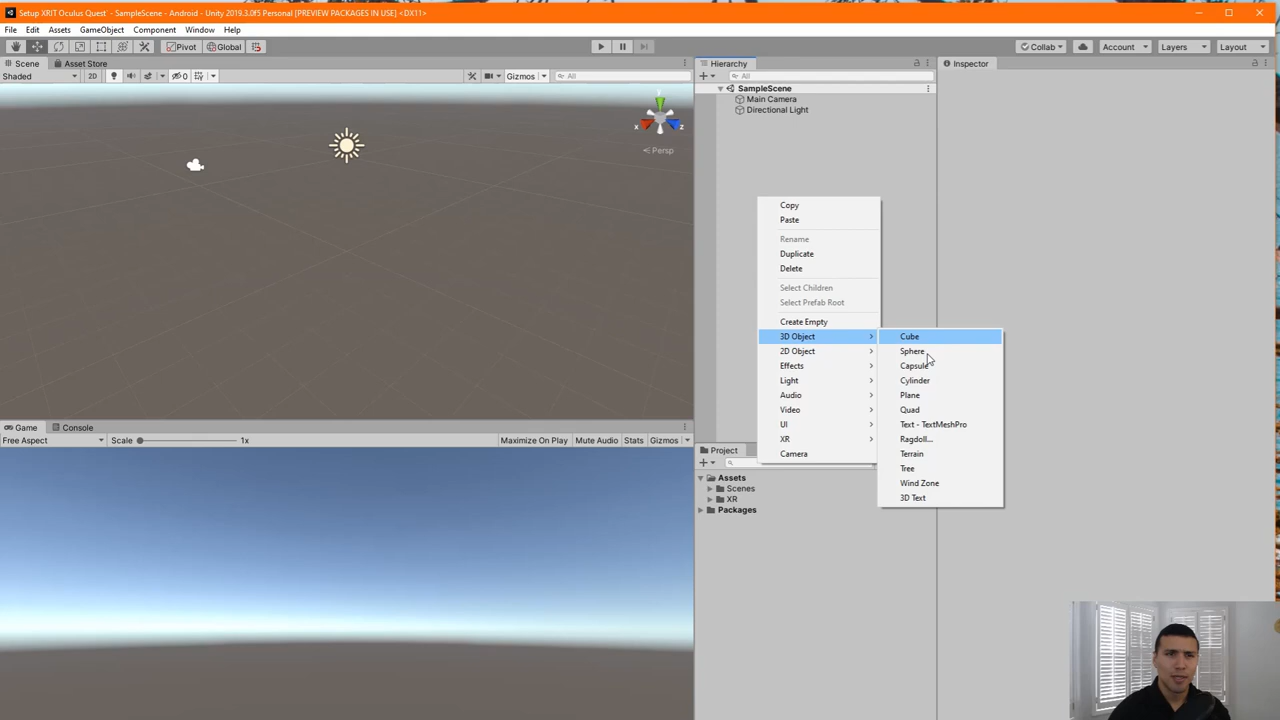 Setup XRIT Oculus Quest` - SampleScene - Android - Unity 2019.3.0f5 Personal [PREVIEW PACKAGES IN USE] <DX11>
File Edit Assets GameObject Component Window Help
Pivot Global Collab Account Layers Layout
Scene Asset Store
Shaded 2D 0 Gizmos All
x z
Persp
Hierarchy
All
SampleScene
Main Camera
Directional Light
Inspector
Copy
Paste
Rename
Duplicate
Delete
Select Children
Select Prefab Root
Create Empty
3D Object
2D Object
Effects
Light
Audio
Video
UI
XR
Camera
Cube
Sphere
Capsule
Cylinder
Plane
Quad
Text - TextMeshPro
Ragdoll...
Terrain
Tree
Wind Zone
3D Text
Game Console
Free Aspect Scale 1x Maximize On Play Mute Audio Stats Gizmos
Project
Assets
Scenes
XR
Packages